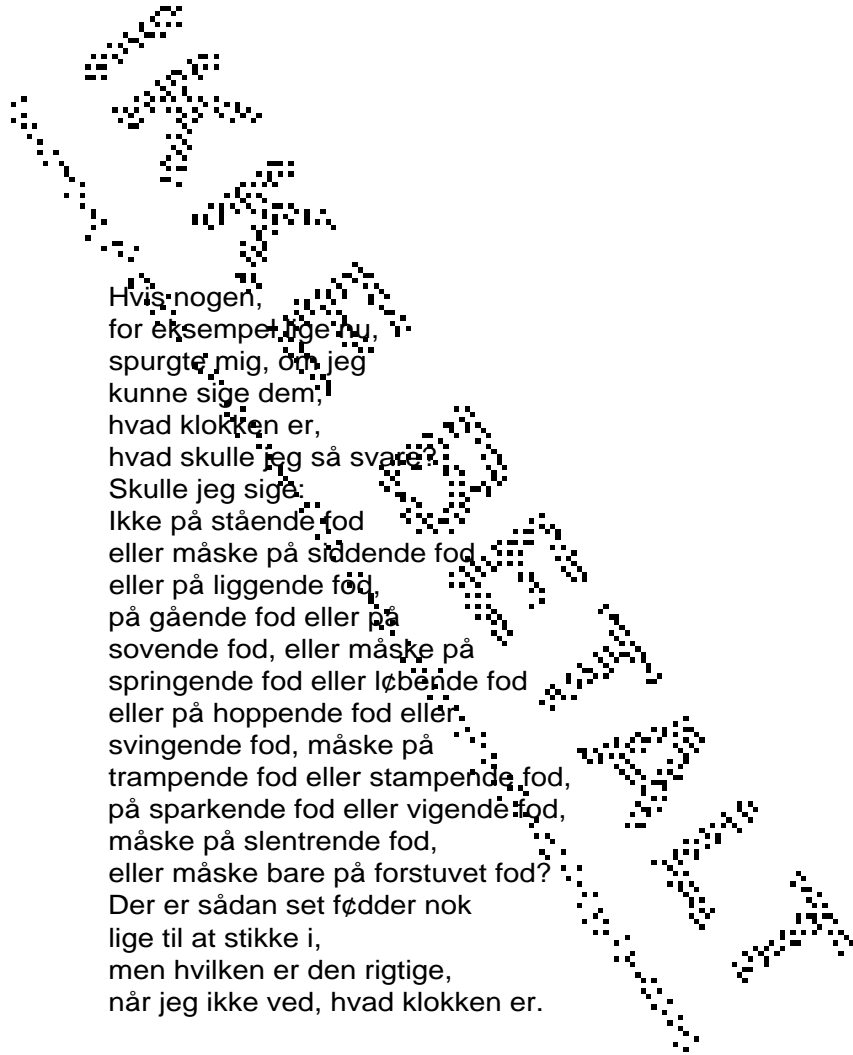 IKKE BETALT
Hvis nogen,
for eksempel lige nu,
spurgte mig, om jeg
kunne sige dem,
hvad klokken er,
hvad skulle jeg så svare?
Skulle jeg sige:
Ikke på stående fod
eller måske på siddende fod
eller på liggende fod,
på gående fod eller på
sovende fod, eller måske på
springende fod eller l¢bende fod
eller på hoppende fod eller
svingende fod, måske på
trampende fod eller stampende fod,
på sparkende fod eller vigende fod,
måske på slentrende fod,
eller måske bare på forstuvet fod?
Der er sådan set f¢dder nok
lige til at stikke i,
men hvilken er den rigtige,
når jeg ikke ved, hvad klokken er.